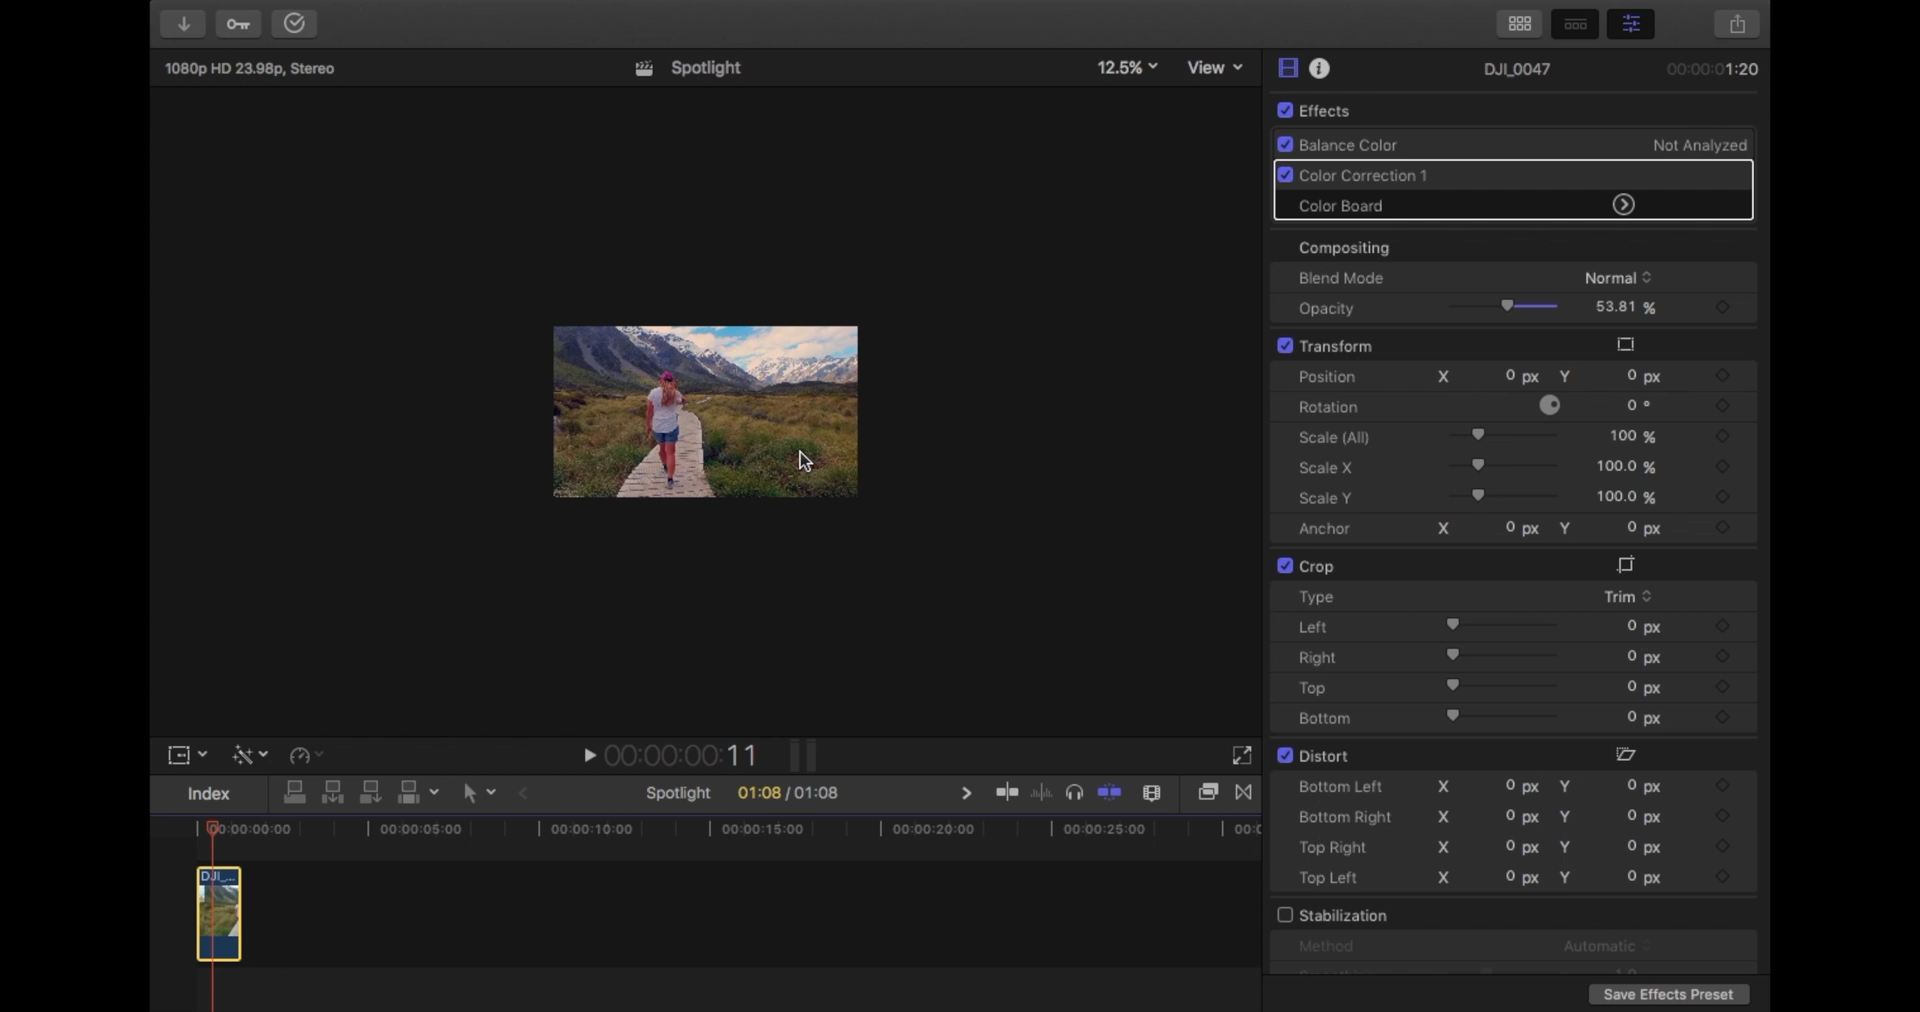 1080p HD 23.98p, Stereo
Spotlight
12.5%
View
DJI_0047
00:00:01:20
Effects
Balance Color
Not Analyzed
Color Correction 1
Color Board
Compositing
Blend Mode
Normal
Opacity
53.81 %
Transform
Position X 0 px Y 0 px
Rotation 0 °
Scale (All) 100 %
Scale X 100.0 %
Scale Y 100.0 %
Anchor X 0 px Y 0 px
Crop
Type Trim
Left 0 px
Right 0 px
Top 0 px
Bottom 0 px
Distort
Bottom Left X 0 px Y 0 px
Bottom Right X 0 px Y 0 px
Top Right X 0 px Y 0 px
Top Left X 0 px Y 0 px
Stabilization
Method Automatic
Save Effects Preset
00:00:00:11
Index
Spotlight
01:08 / 01:08
00:00:00:00
00:00:05:00
00:00:10:00
00:00:15:00
00:00:20:00
00:00:25:00
DJI_...